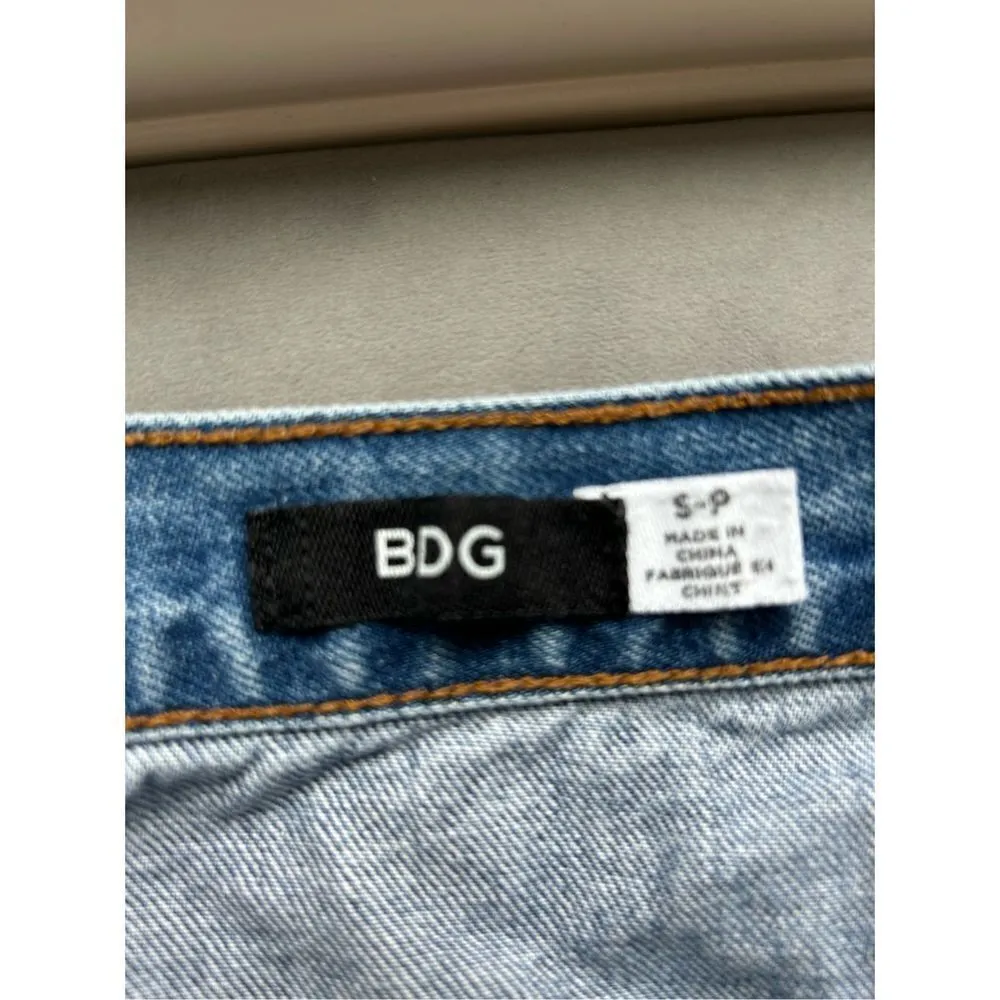 BDG
S-P
MADE IN
CHINA
FABRIQUÉ EN
CHINE